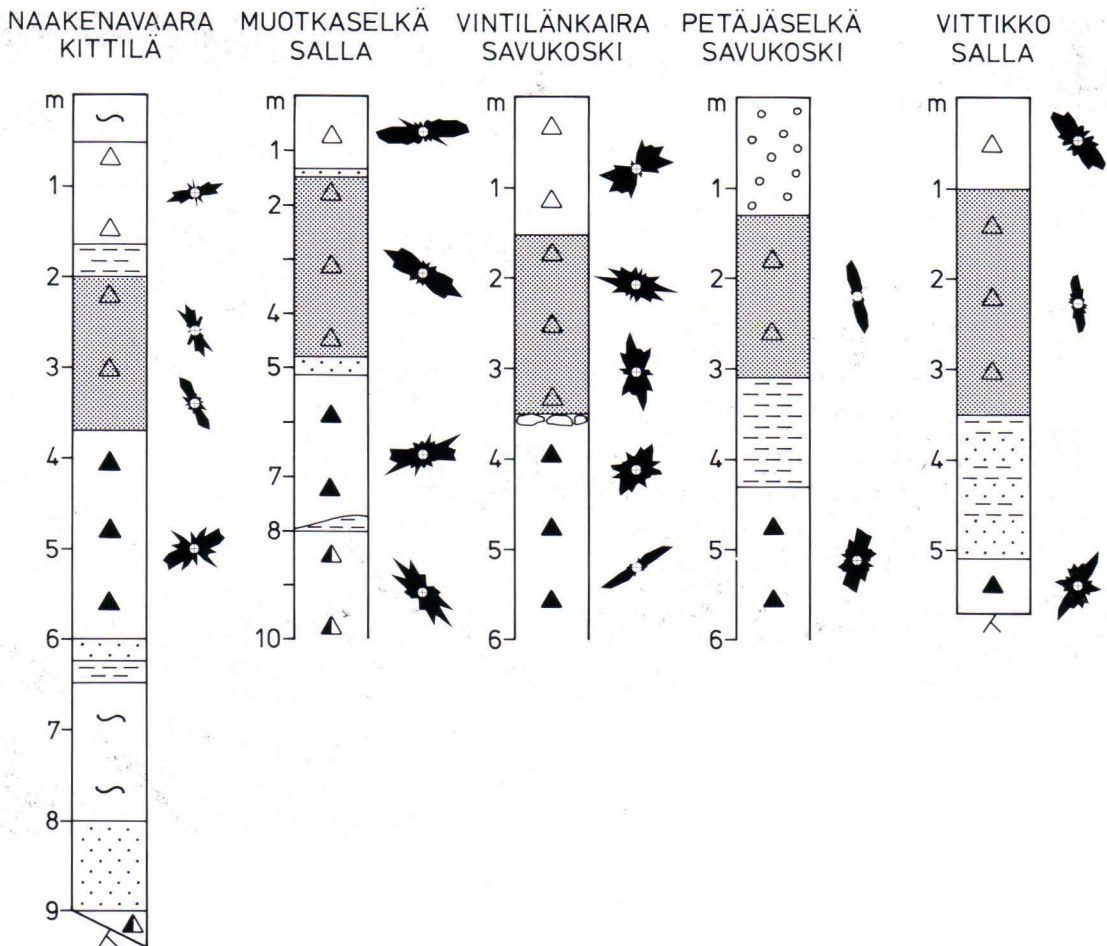 NAAKENAVAARA
KITTILÄ
MUOTKASELKÄ
SALLA
VINTILÄNKAIRA
SAVUKOSKI
PETÄJÄSELKÄ
SAVUKOSKI
VITTIKKO
SALLA
m
1
2
3
4
5
6
7
8
9
m
1
2
4
5
7
8
10
m
1
2
3
4
5
6
m
1
2
3
4
5
6
m
1
2
3
4
5